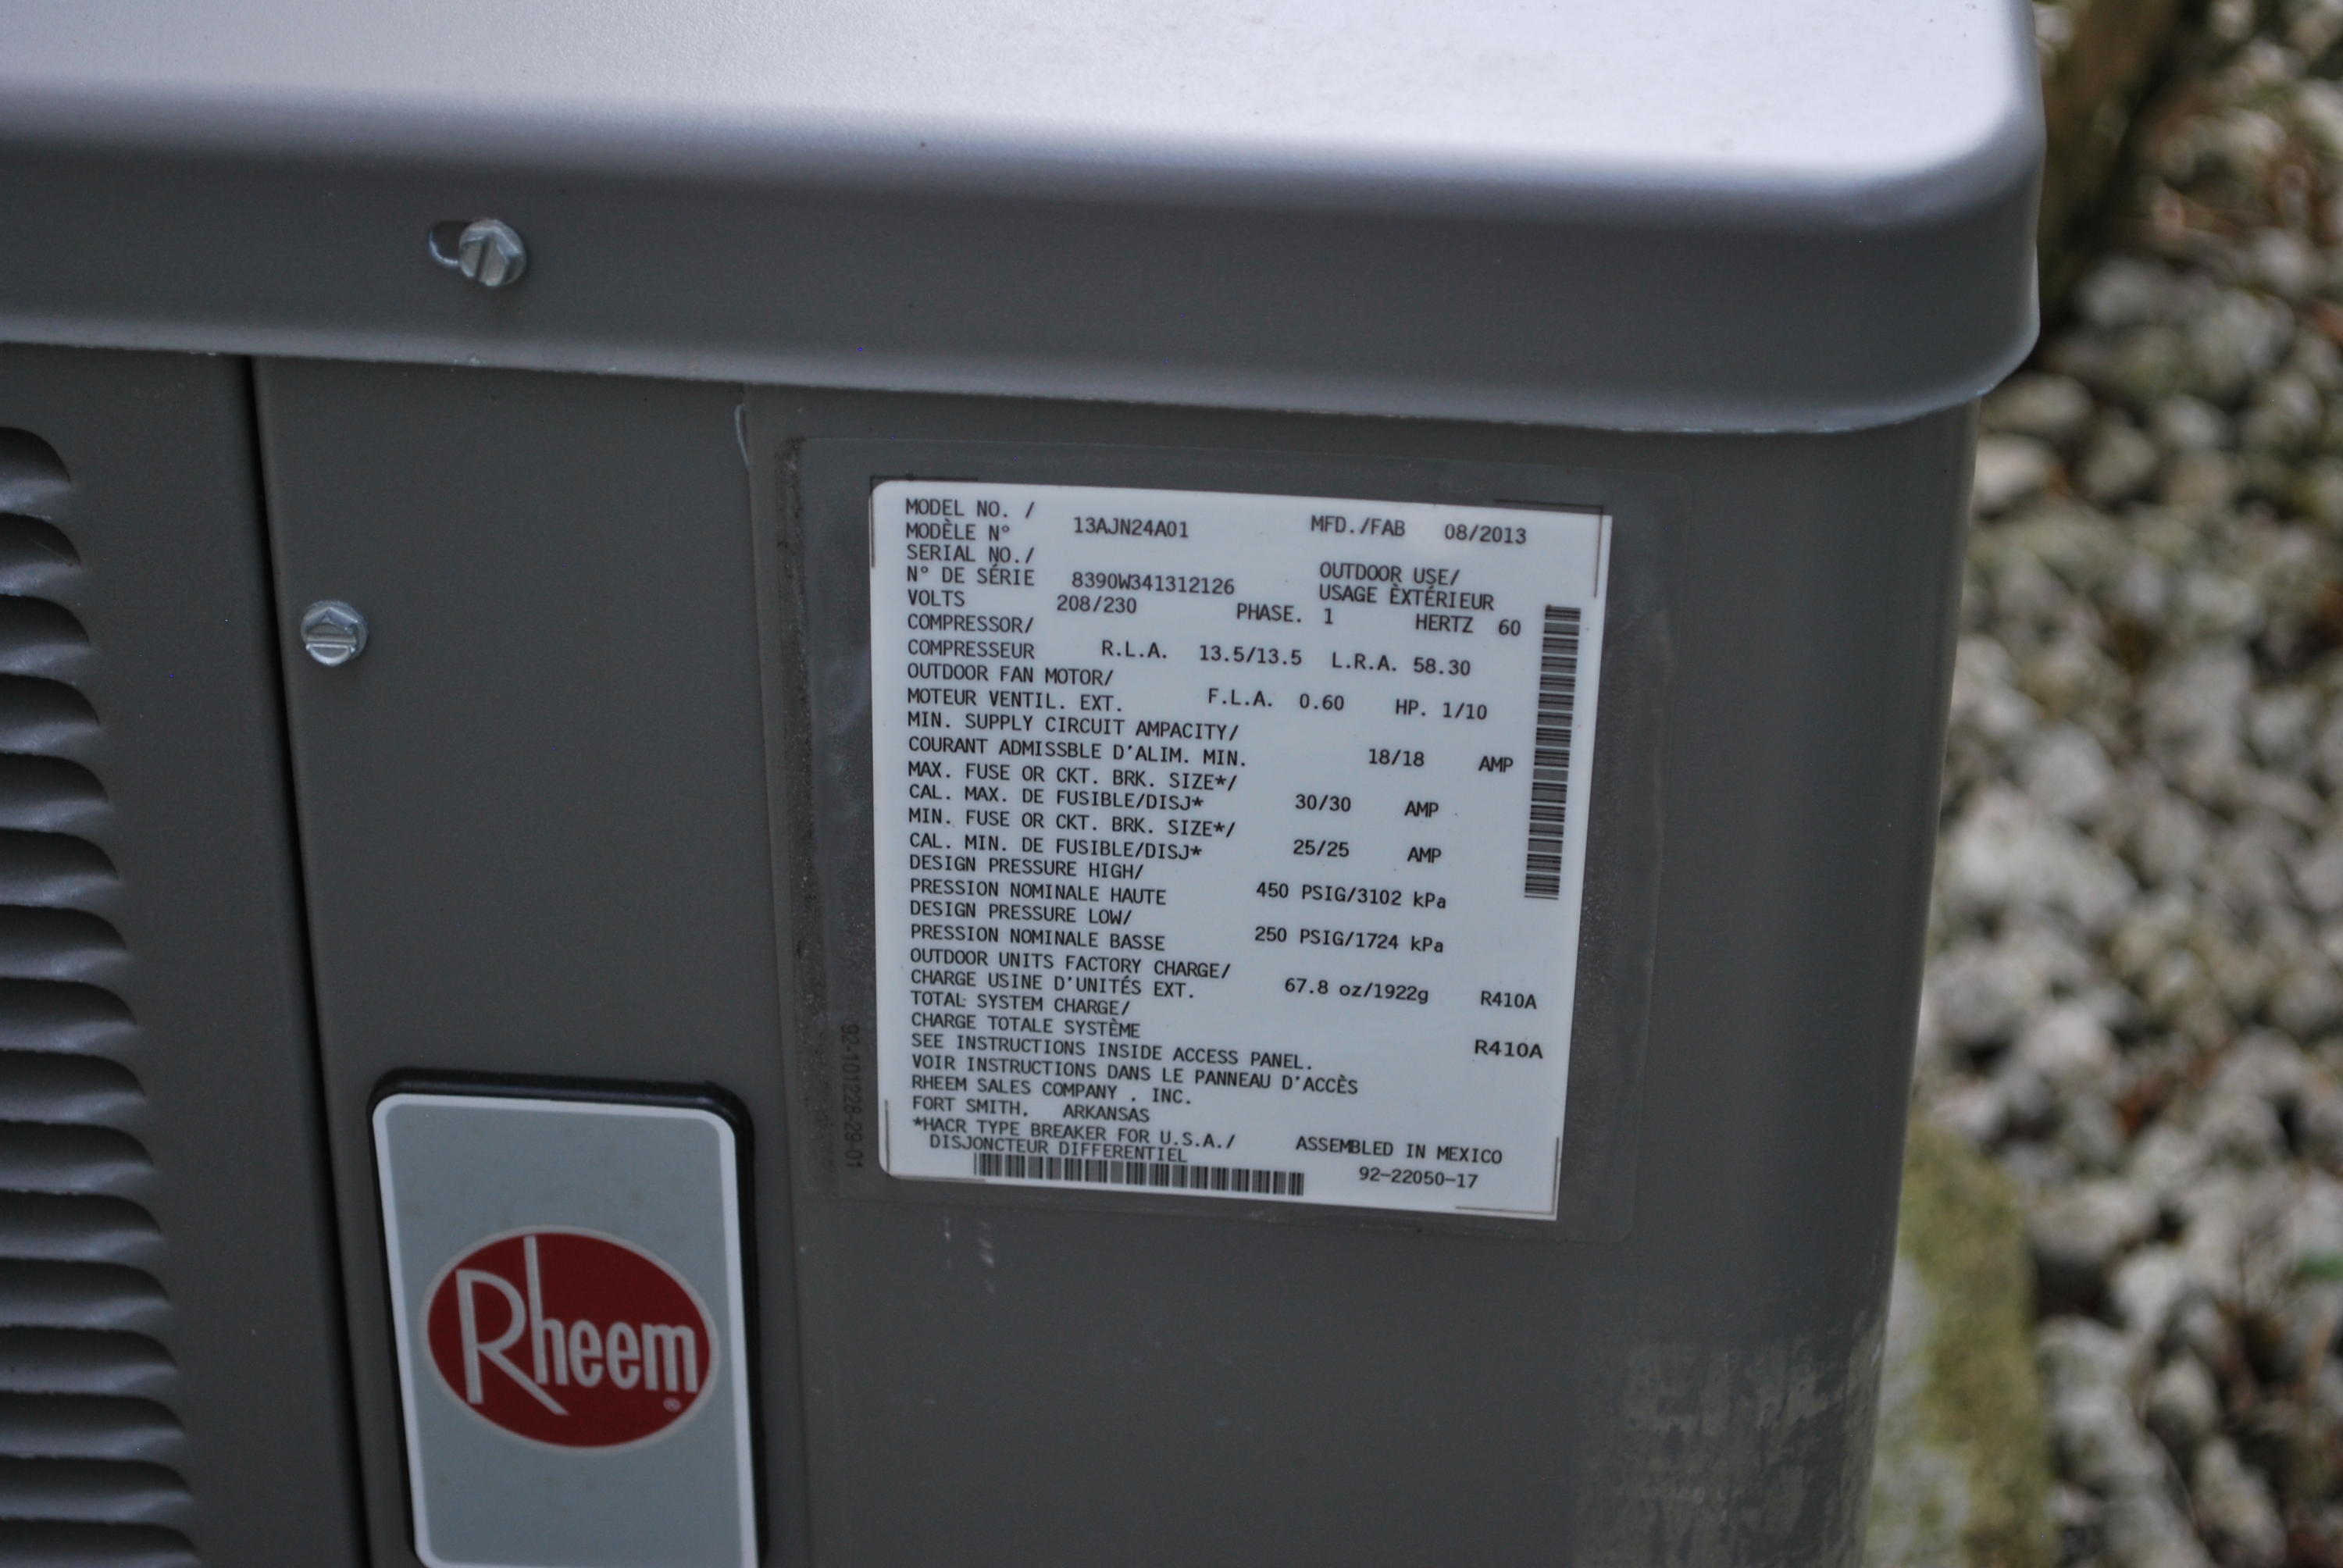 MODEL NO. /
MODÈLE N° 13AJN24A01 MFD./FAB 08/2013
SERIAL NO./
N° DE SÉRIE 8390W341312126 OUTDOOR USE/
USAGE ÈXTÉRIEUR
VOLTS 208/230 PHASE. 1 HERTZ 60
COMPRESSOR/
COMPRESSEUR R.L.A. 13.5/13.5 L.R.A. 58.30
OUTDOOR FAN MOTOR/
MOTEUR VENTIL. EXT. F.L.A. 0.60 HP. 1/10
MIN. SUPPLY CIRCUIT AMPACITY/
COURANT ADMISSBLE D'ALIM. MIN. 18/18 AMP
MAX. FUSE OR CKT. BRK. SIZE*/
CAL. MAX. DE FUSIBLE/DISJ* 30/30 AMP
MIN. FUSE OR CKT. BRK. SIZE*/
CAL. MIN. DE FUSIBLE/DISJ* 25/25 AMP
DESIGN PRESSURE HIGH/
PRESSION NOMINALE HAUTE 450 PSIG/3102 kPa
DESIGN PRESSURE LOW/
PRESSION NOMINALE BASSE 250 PSIG/1724 kPa
OUTDOOR UNITS FACTORY CHARGE/
CHARGE USINE D'UNITÉS EXT. 67.8 oz/1922g R410A
TOTAL SYSTEM CHARGE/
CHARGE TOTALE SYSTÈME R410A
SEE INSTRUCTIONS INSIDE ACCESS PANEL.
VOIR INSTRUCTIONS DANS LE PANNEAU D'ACCÈS
RHEEM SALES COMPANY , INC.
FORT SMITH, ARKANSAS
*HACR TYPE BREAKER FOR U.S.A./ ASSEMBLED IN MEXICO
DISJONCTEUR DIFFERENTIEL 92-22050-17
92-101228-29-01
Rheem®